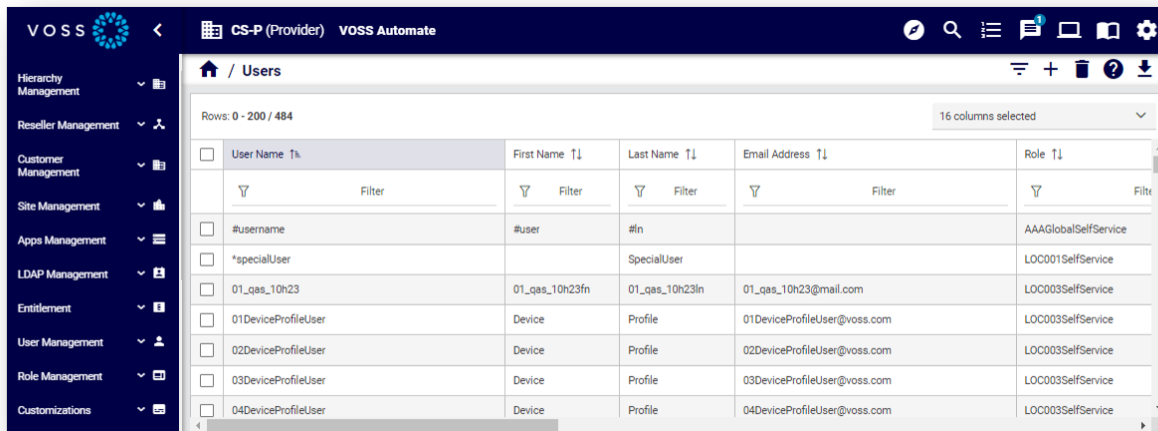 VOSS
CS-P (Provider) VOSS Automate
1
Hierarchy
Management
Reseller Management
Customer
Management
Site Management
Apps Management
LDAP Management
Entitlement
User Management
Role Management
Customizations
/ Users
Rows: 0 - 200 / 484
16 columns selected
User Name First Name Last Name Email Address Role
Filter Filter Filter Filter Filte
#username #user #ln AAAGlobalSelfService
*specialUser SpecialUser LOC001SelfService
01_qas_10h23 01_qas_10h23fn 01_qas_10h23ln 01_qas_10h23@mail.com LOC003SelfService
01DeviceProfileUser Device Profile 01DeviceProfileUser@voss.com LOC003SelfService
02DeviceProfileUser Device Profile 02DeviceProfileUser@voss.com LOC003SelfService
03DeviceProfileUser Device Profile 03DeviceProfileUser@voss.com LOC003SelfService
04DeviceProfileUser Device Profile 04DeviceProfileUser@voss.com LOC003SelfService